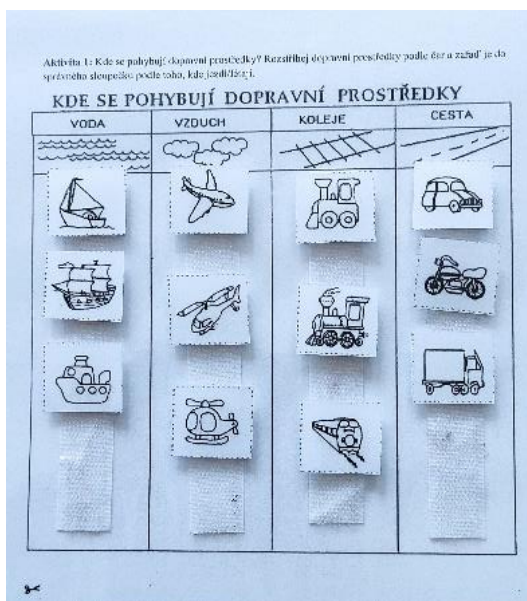 Aktivita 1: Kde se pohybují dopravní prostředky? Rozstříhej dopravní prostředky podle čar a zařaď je do
správného sloupečku podle toho, kde jezdí/létají.
KDE SE POHYBUJÍ DOPRAVNÍ PROSTŘEDKY
VODA VZDUCH KOLEJE CESTA